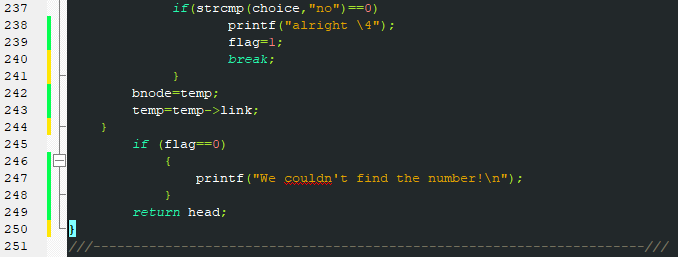 237 if(strcmp(choice,"no")==0)
238 printf("alright \4");
239 flag=1;
240 break;
241 }
242 bnode=temp;
243 temp=temp->link;
244 }
245 if (flag==0)
246 {
247 printf("We couldn't find the number!\n");
248 }
249 return head;
250 }
251 ///----------------------------------------------------------------------///